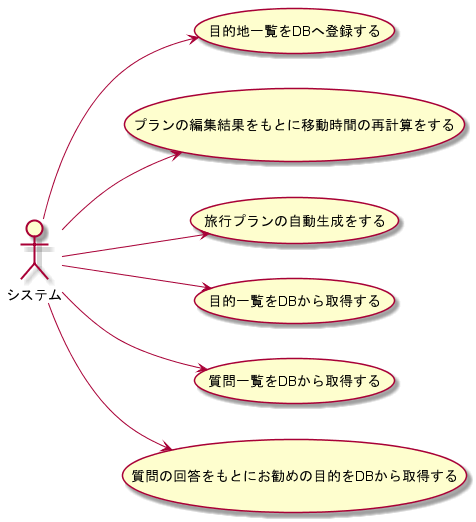 目的地一覧をDBへ登録する
プランの編集結果をもとに移動時間の再計算をする
旅行プランの自動生成をする
システム
目的一覧をDBから取得する
質問一覧をDBから取得する
質問の回答をもとにお勧めの目的をDBから取得する